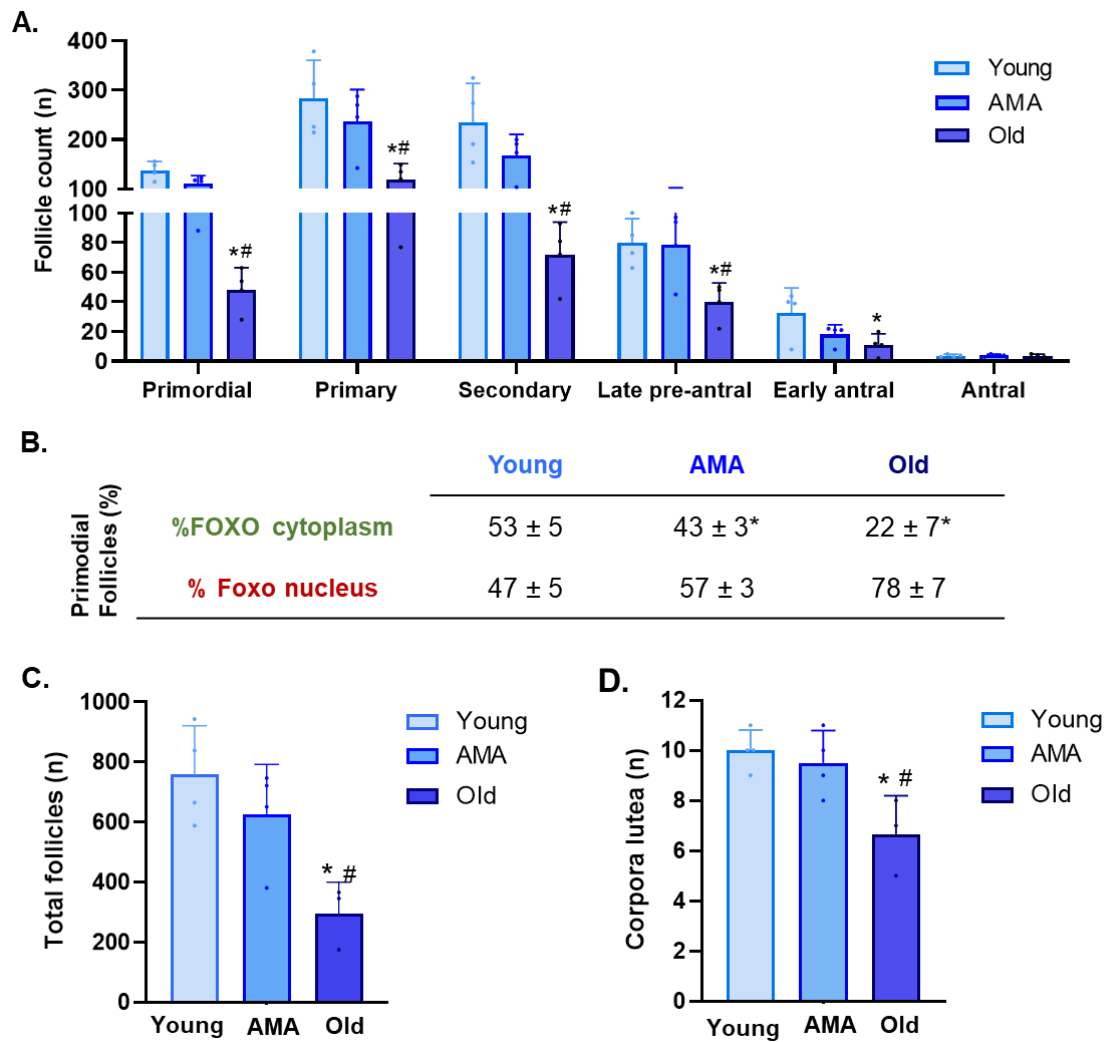 A.
400
300
200
100
100
80
60
40
20
0
Follicle count (n)
Young
AMA
Old
*#
*#
*#
*#
*
Primordial
Primary
Secondary
Late pre-antral
Early antral
Antral
B.
Young AMA Old
Primodial
Follicles (%)
%FOXO cytoplasm 53 ± 5 43 ± 3* 22 ± 7*
% Foxo nucleus 47 ± 5 57 ± 3 78 ± 7
C.
1000
800
600
400
200
0
Total follicles (n)
Young
AMA
Old
* #
Young AMA Old
D.
12
10
8
6
4
2
0
Corpora lutea (n)
Young
AMA
Old
* #
Young AMA Old